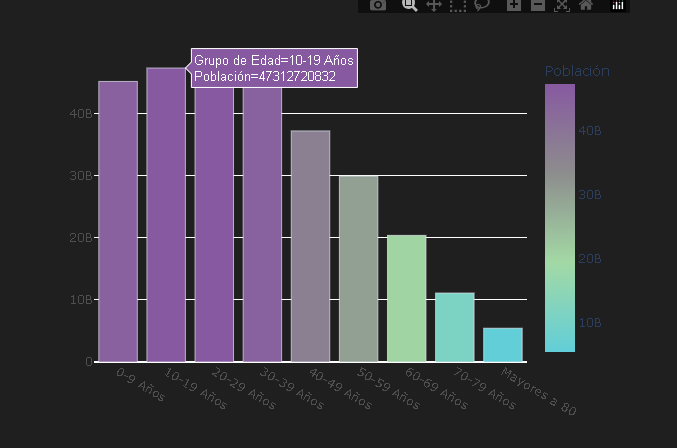 Grupo de Edad=10-19 Años
Población=47312720832
Población
40B
30B
20B
10B
0
40B
30B
20B
10B
0-9 Años
10-19 Años
20-29 Años
30-39 Años
40-49 Años
50-59 Años
60-69 Años
70-79 Años
Mayores a 80